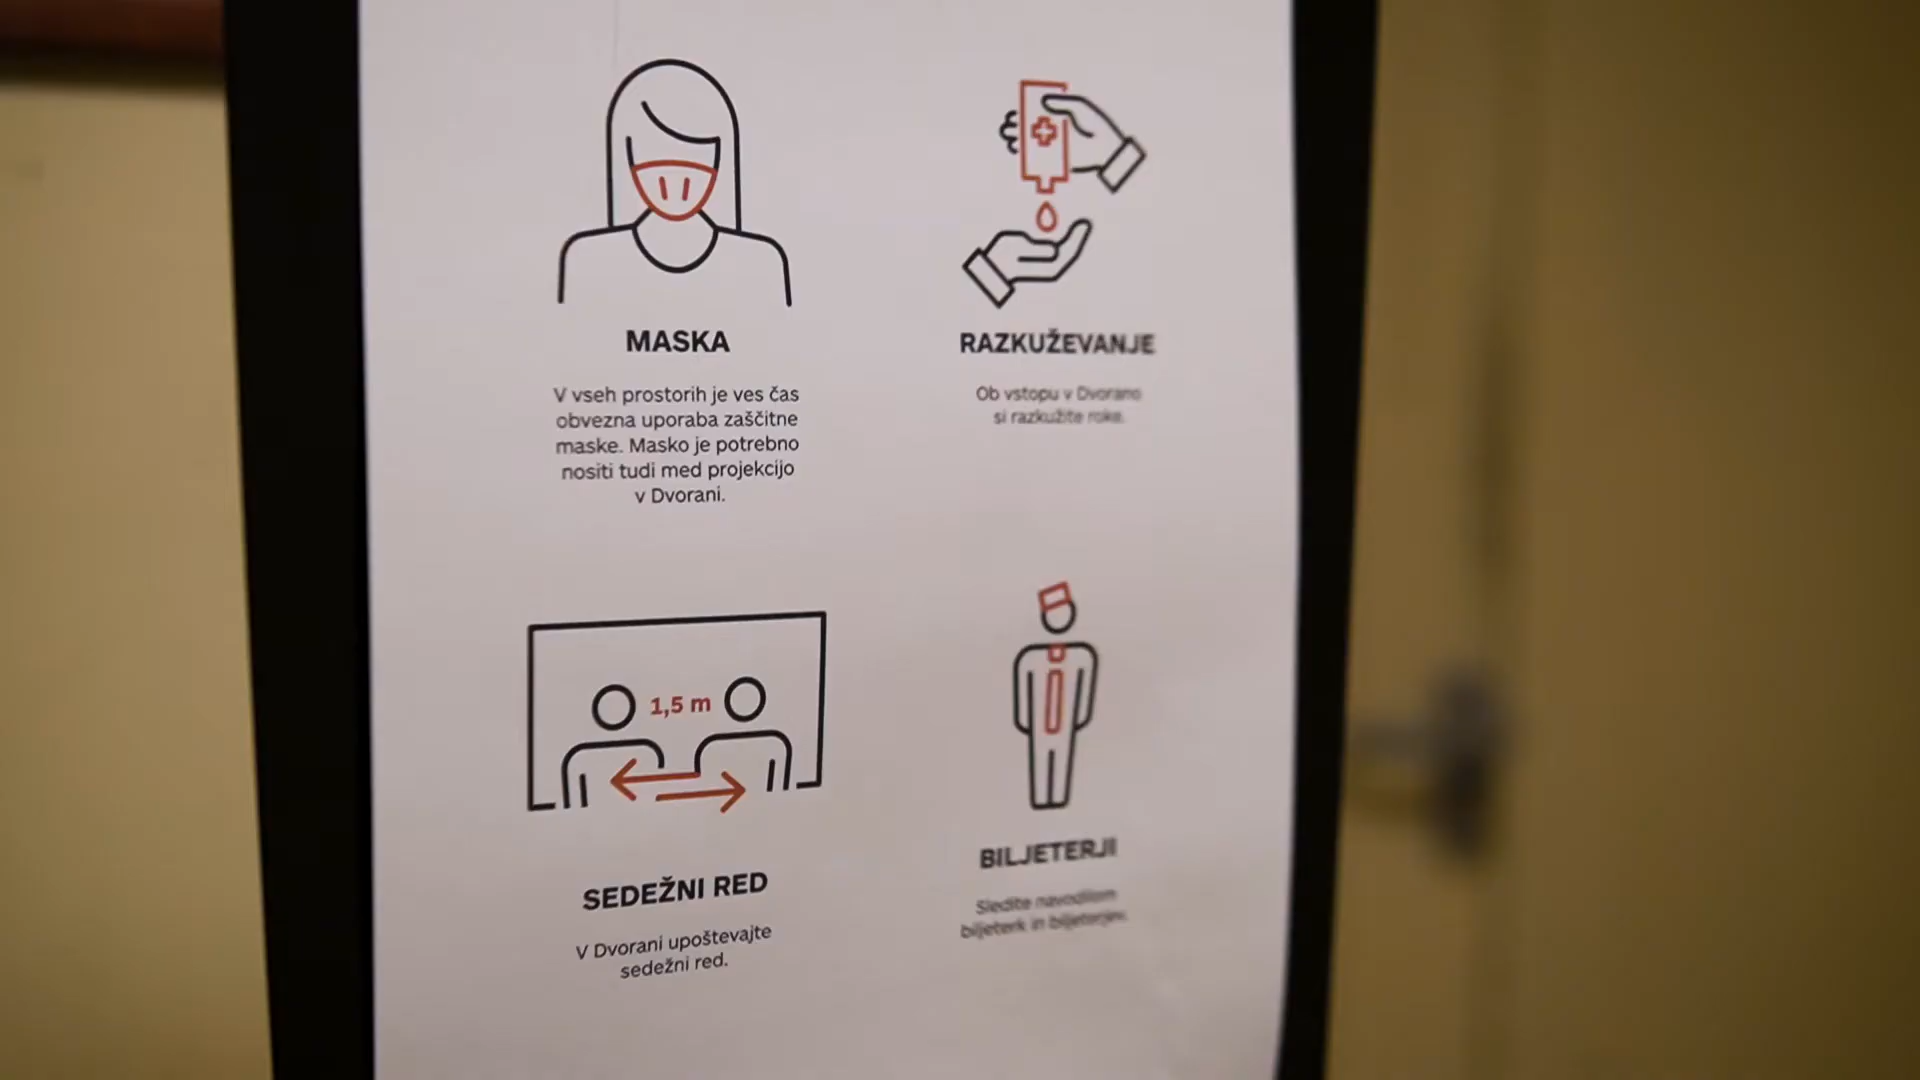 MASKA
V vseh prostorih je ves čas
obvezna uporaba zaščitne
maske. Masko je potrebno
nositi tudi med projekcijo
v Dvorani.
RAZKUŽEVANJE
Ob vstopu v Dvorano
si razkužite roke.
1,5 m
SEDEŽNI RED
V Dvorani upoštevajte
sedežni red.
BILJETERJI
Sledite navodilom
biljeterk in biljeterjev.